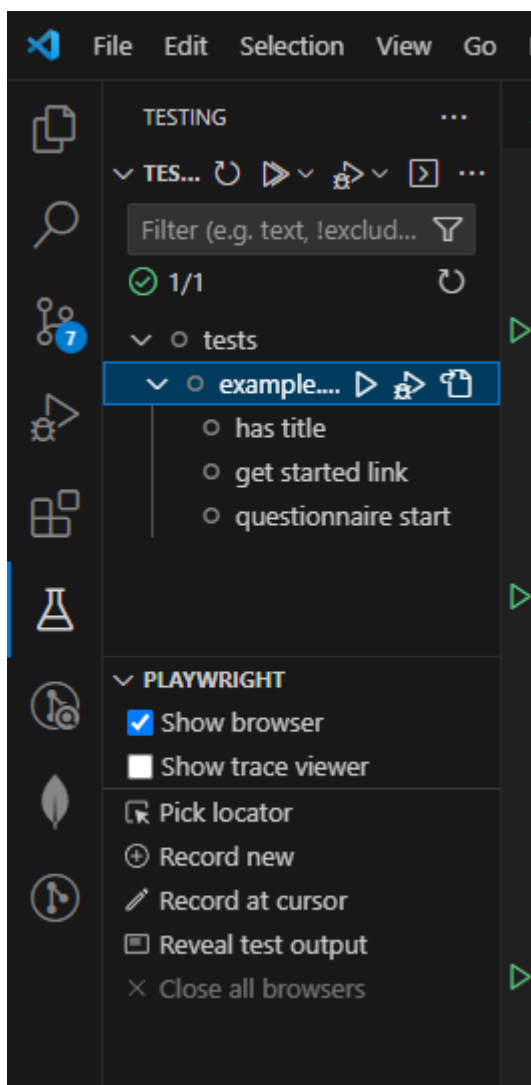 File Edit Selection View Go
TESTING ...
TES... ...
Filter (e.g. text, !exclud...
1/1
7
tests
example....
has title
get started link
questionnaire start
PLAYWRIGHT
Show browser
Show trace viewer
Pick locator
Record new
Record at cursor
Reveal test output
Close all browsers